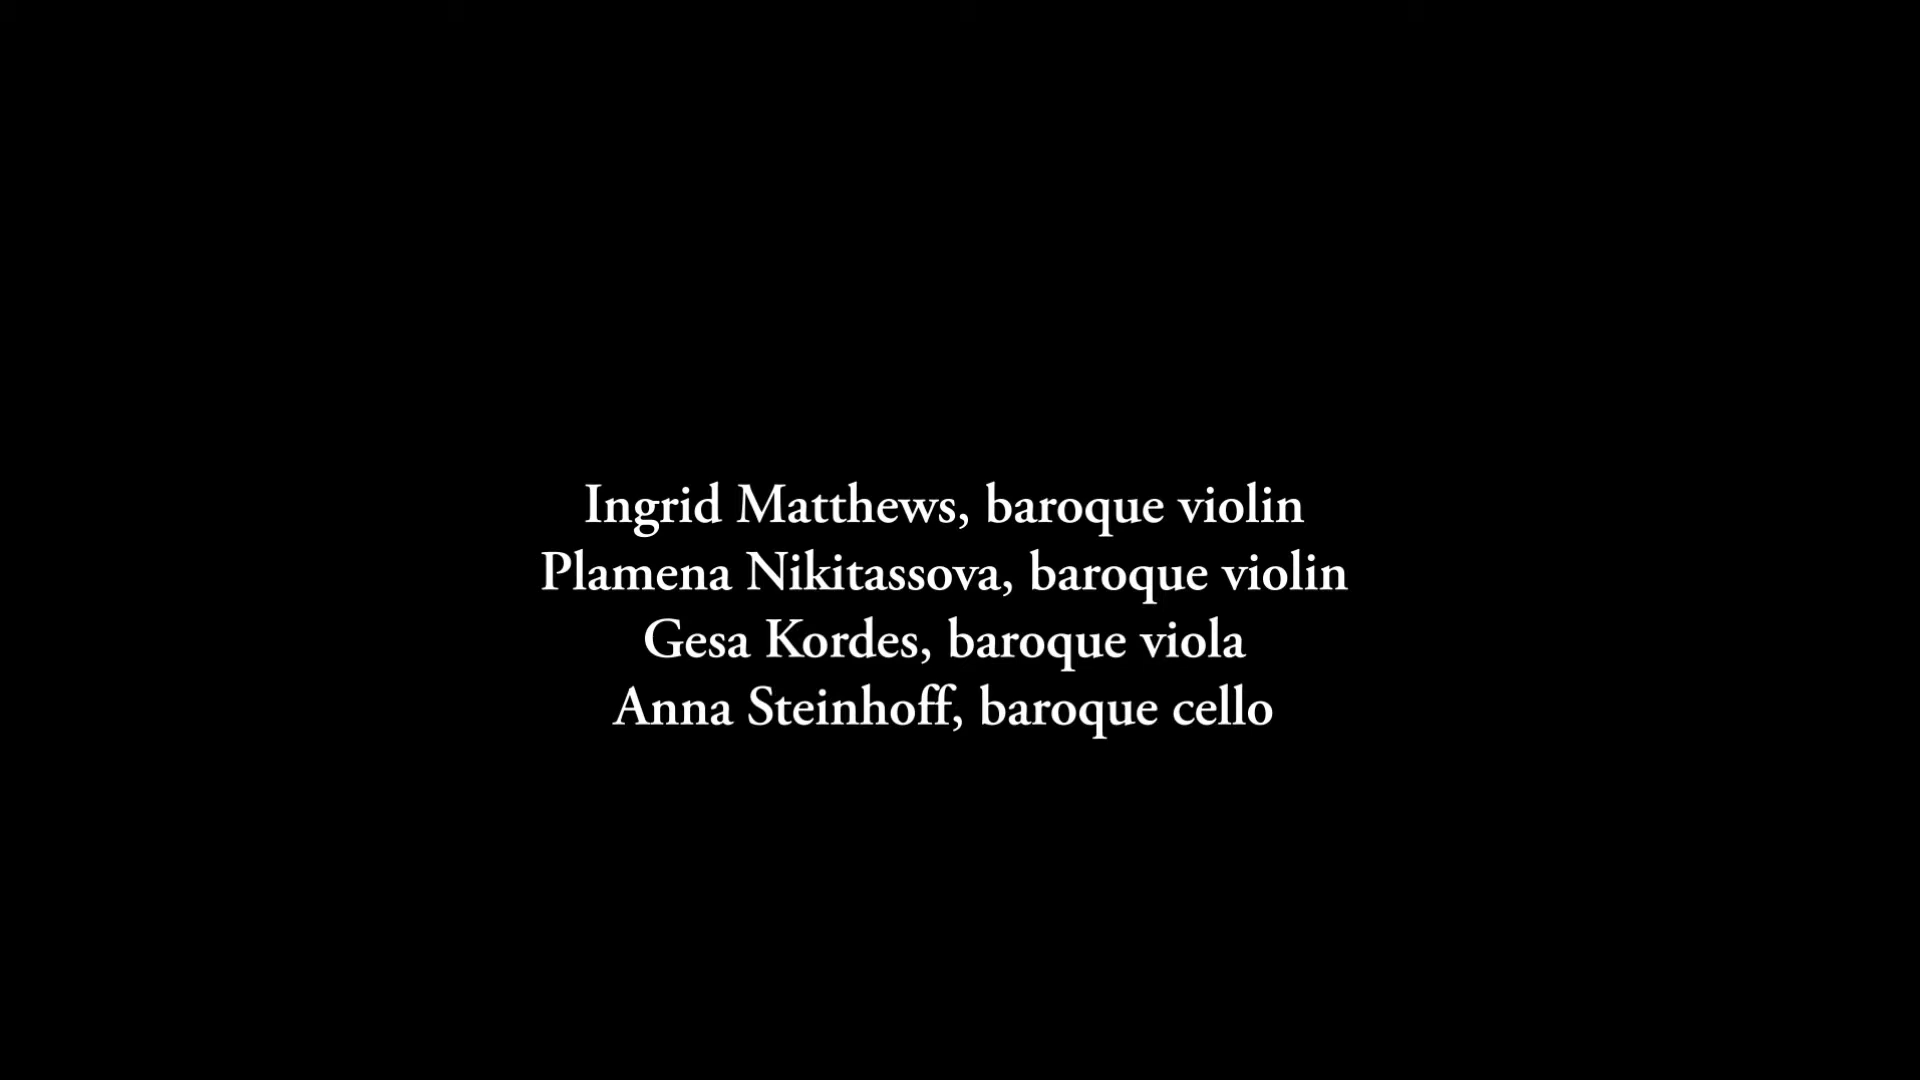 Ingrid Matthews, baroque violin
Plamena Nikitassova, baroque violin
Gesa Kordes, baroque viola
Anna Steinhoff, baroque cello